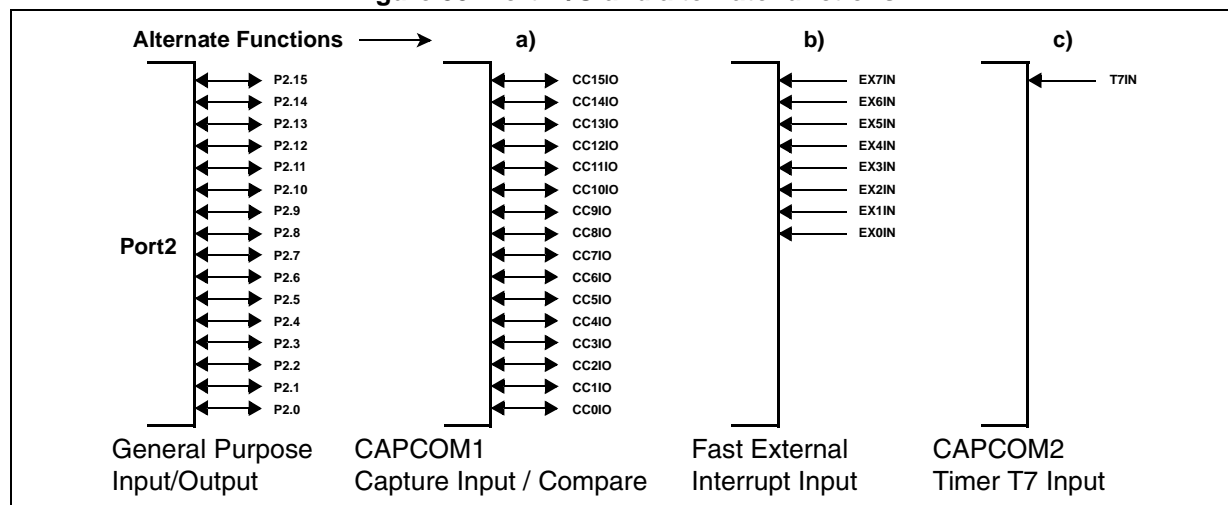 Alternate Functions a) b) c)
P2.15 CC15IO EX7IN T7IN
P2.14 CC14IO EX6IN
P2.13 CC13IO EX5IN
P2.12 CC12IO EX4IN
P2.11 CC11IO EX3IN
P2.10 CC10IO EX2IN
P2.9 CC9IO EX1IN
P2.8 CC8IO EX0IN
Port2
P2.7 CC7IO
P2.6 CC6IO
P2.5 CC5IO
P2.4 CC4IO
P2.3 CC3IO
P2.2 CC2IO
P2.1 CC1IO
P2.0 CC0IO
General Purpose CAPCOM1 Fast External CAPCOM2
Input/Output Capture Input / Compare Interrupt Input Timer T7 Input